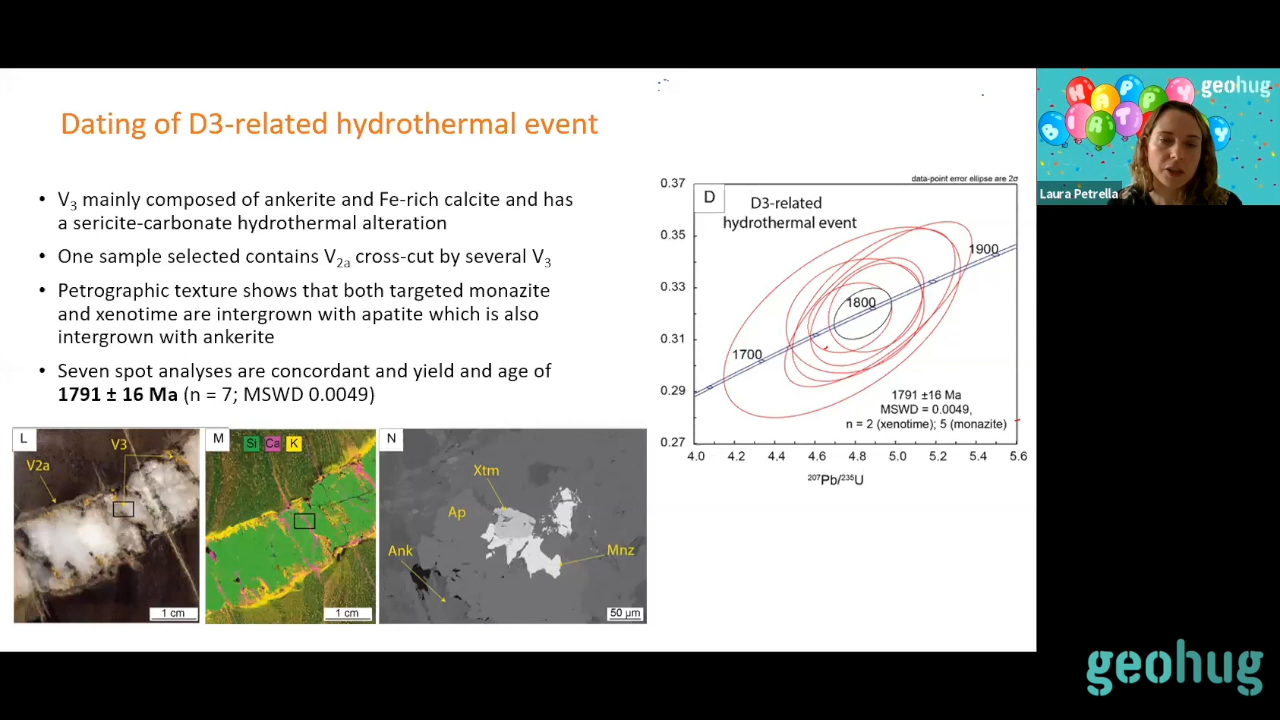 Dating of D3-related hydrothermal event
• V3 mainly composed of ankerite and Fe-rich calcite and has
a sericite-carbonate hydrothermal alteration
• One sample selected contains V2a cross-cut by several V3
• Petrographic texture shows that both targeted monazite
and xenotime are intergrown with apatite which is also
intergrown with ankerite
• Seven spot analyses are concordant and yield and age of
1791 ± 16 Ma (n = 7; MSWD 0.0049)
L
V3
V2a
1 cm
M
Si Ca K
1 cm
N
Xtm
Ap
Ank
Mnz
50 µm
data-point error ellipse are 2σ
D
D3-related
hydrothermal event
0.37
0.35
0.33
0.31
0.29
0.27
1900
1800
1700
1791 ±16 Ma
MSWD = 0.0049,
n = 2 (xenotime); 5 (monazite)
4.0 4.2 4.4 4.6 4.8 5.0 5.2 5.4 5.6
207Pb/235U
HAPPY
BIRTY
geohug
Laura Petrella
geohug